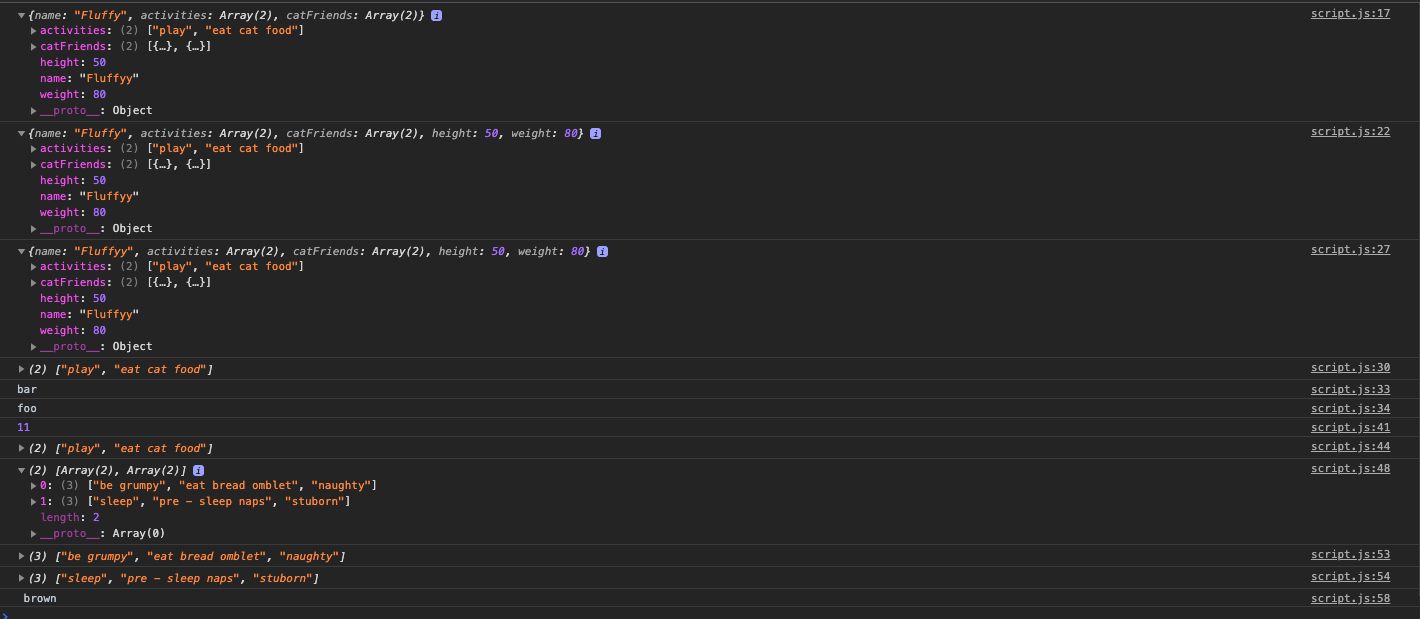 {name: "Fluffy", activities: Array(2), catFriends: Array(2)} i script.js:17
activities: (2) ["play", "eat cat food"]
catFriends: (2) [{…}, {…}]
height: 50
name: "Fluffyy"
weight: 80
__proto__: Object
{name: "Fluffy", activities: Array(2), catFriends: Array(2), height: 50, weight: 80} i script.js:22
activities: (2) ["play", "eat cat food"]
catFriends: (2) [{…}, {…}]
height: 50
name: "Fluffyy"
weight: 80
__proto__: Object
{name: "Fluffyy", activities: Array(2), catFriends: Array(2), height: 50, weight: 80} i script.js:27
activities: (2) ["play", "eat cat food"]
catFriends: (2) [{…}, {…}]
height: 50
name: "Fluffyy"
weight: 80
__proto__: Object
(2) ["play", "eat cat food"] script.js:30
bar script.js:33
foo script.js:34
11 script.js:41
(2) ["play", "eat cat food"] script.js:44
(2) [Array(2), Array(2)] i script.js:48
0: (3) ["be grumpy", "eat bread omblet", "naughty"]
1: (3) ["sleep", "pre – sleep naps", "stuborn"]
length: 2
__proto__: Array(0)
(3) ["be grumpy", "eat bread omblet", "naughty"] script.js:53
(3) ["sleep", "pre – sleep naps", "stuborn"] script.js:54
brown script.js:58